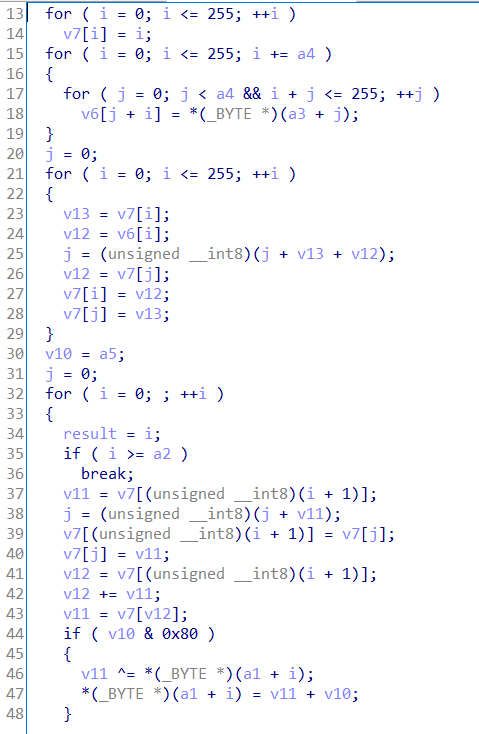 13 for ( i = 0; i <= 255; ++i )
14 v7[i] = i;
15 for ( i = 0; i <= 255; i += a4 )
16 {
17 for ( j = 0; j < a4 && i + j <= 255; ++j )
18 v6[j + i] = *(_BYTE *)(a3 + j);
19 }
20 j = 0;
21 for ( i = 0; i <= 255; ++i )
22 {
23 v13 = v7[i];
24 v12 = v6[i];
25 j = (unsigned __int8)(j + v13 + v12);
26 v12 = v7[j];
27 v7[i] = v12;
28 v7[j] = v13;
29 }
30 v10 = a5;
31 j = 0;
32 for ( i = 0; ; ++i )
33 {
34 result = i;
35 if ( i >= a2 )
36 break;
37 v11 = v7[(unsigned __int8)(i + 1)];
38 j = (unsigned __int8)(j + v11);
39 v7[(unsigned __int8)(i + 1)] = v7[j];
40 v7[j] = v11;
41 v12 = v7[(unsigned __int8)(i + 1)];
42 v12 += v11;
43 v11 = v7[v12];
44 if ( v10 & 0x80 )
45 {
46 v11 ^= *(_BYTE *)(a1 + i);
47 *(_BYTE *)(a1 + i) = v11 + v10;
48 }